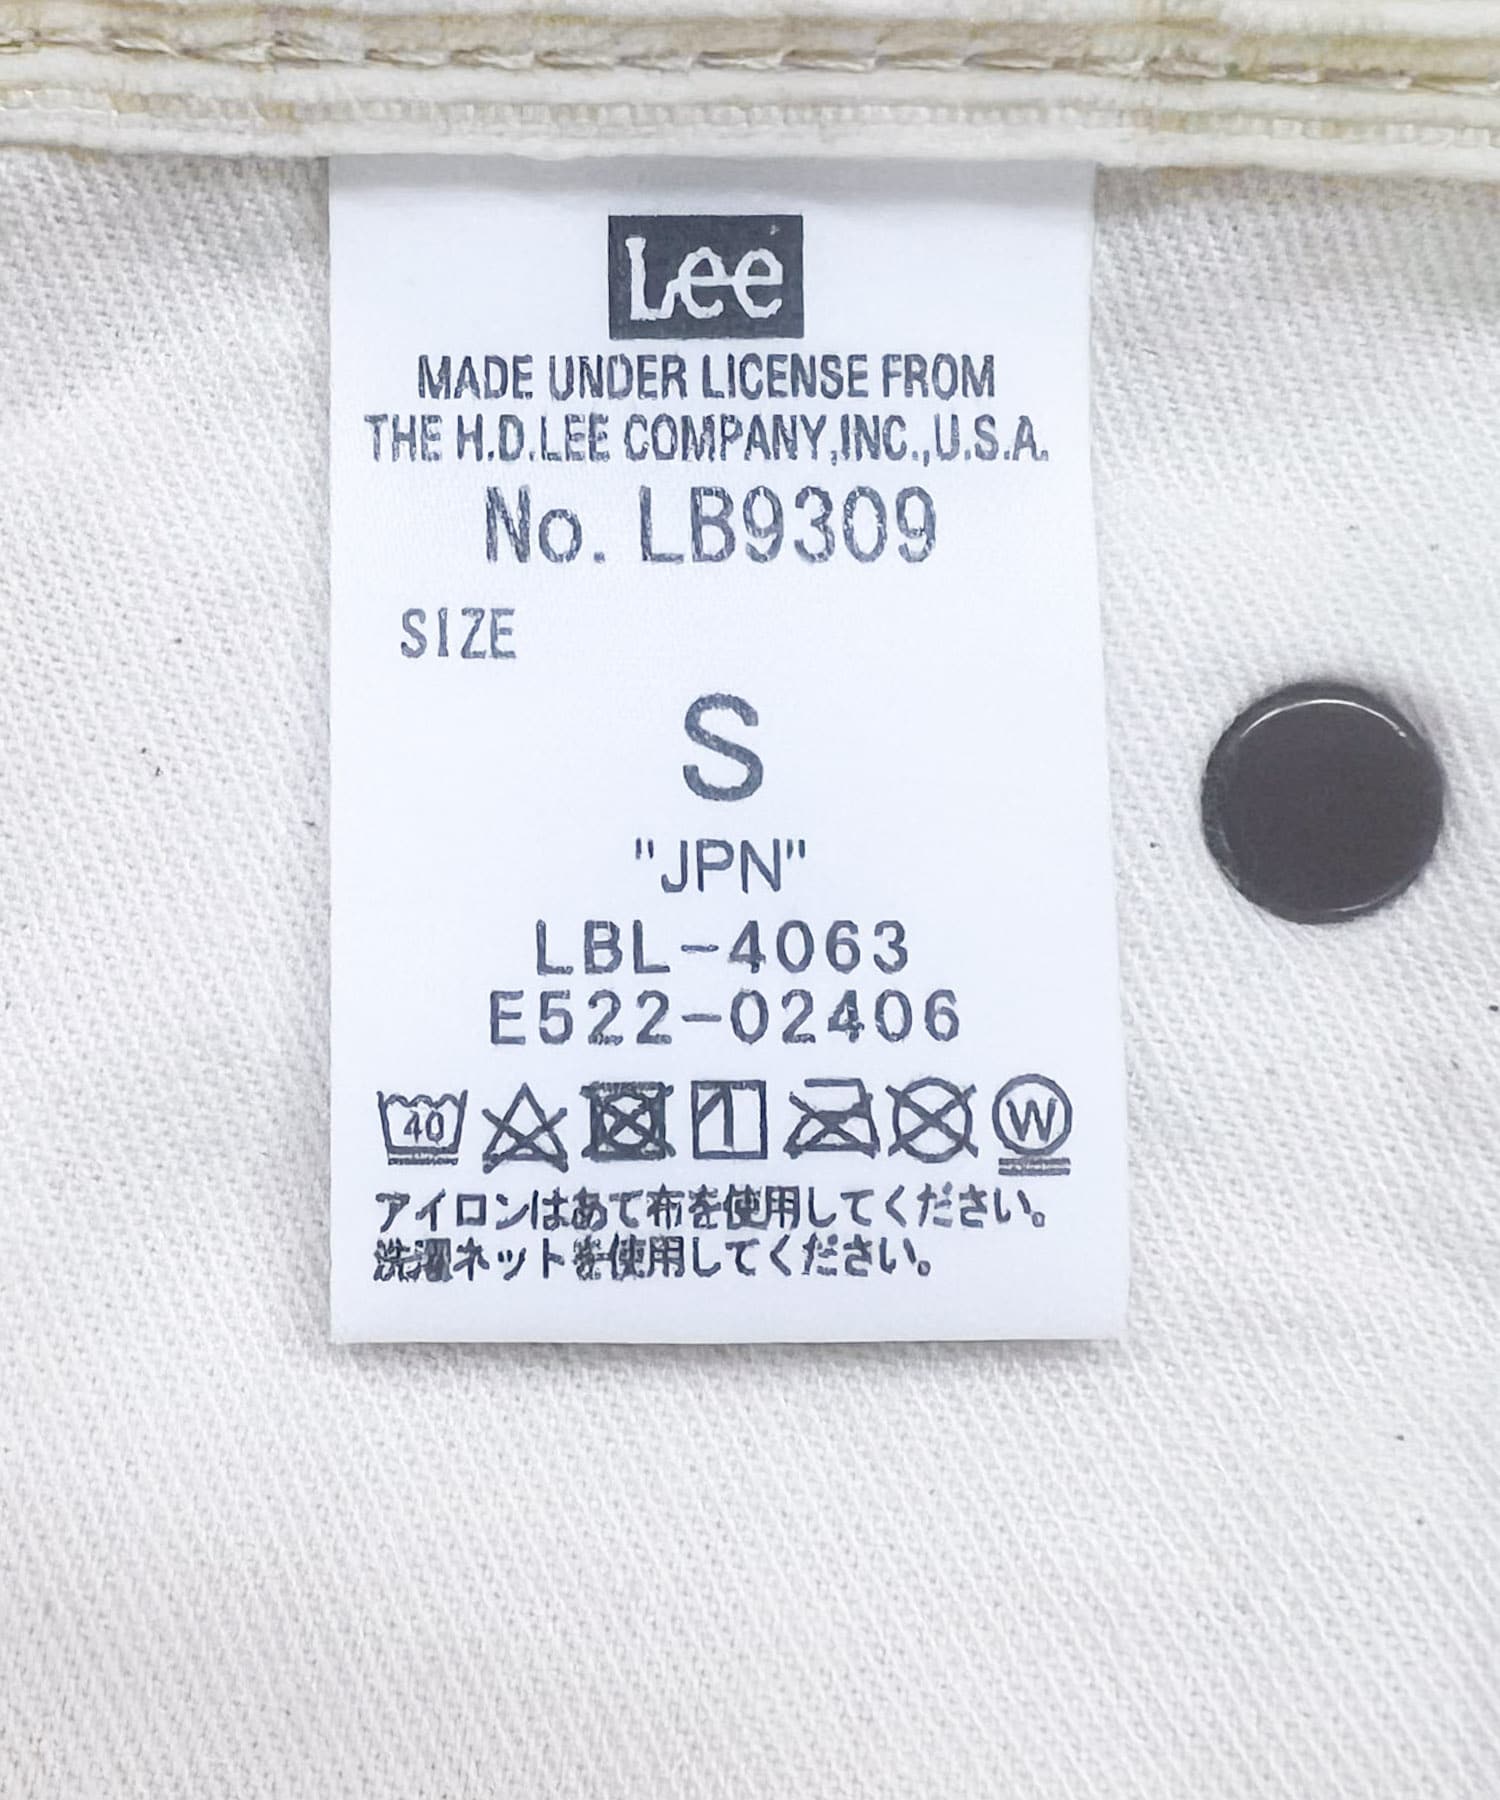 Lee
MADE UNDER LICENSE FROM
THE H.D.LEE COMPANY,INC.,U.S.A.
No. LB9309
SIZE
S
"JPN"
LBL-4063
E522-02406
40 W
アイロンはあて布を使用してください。
洗濯ネットを使用してください。